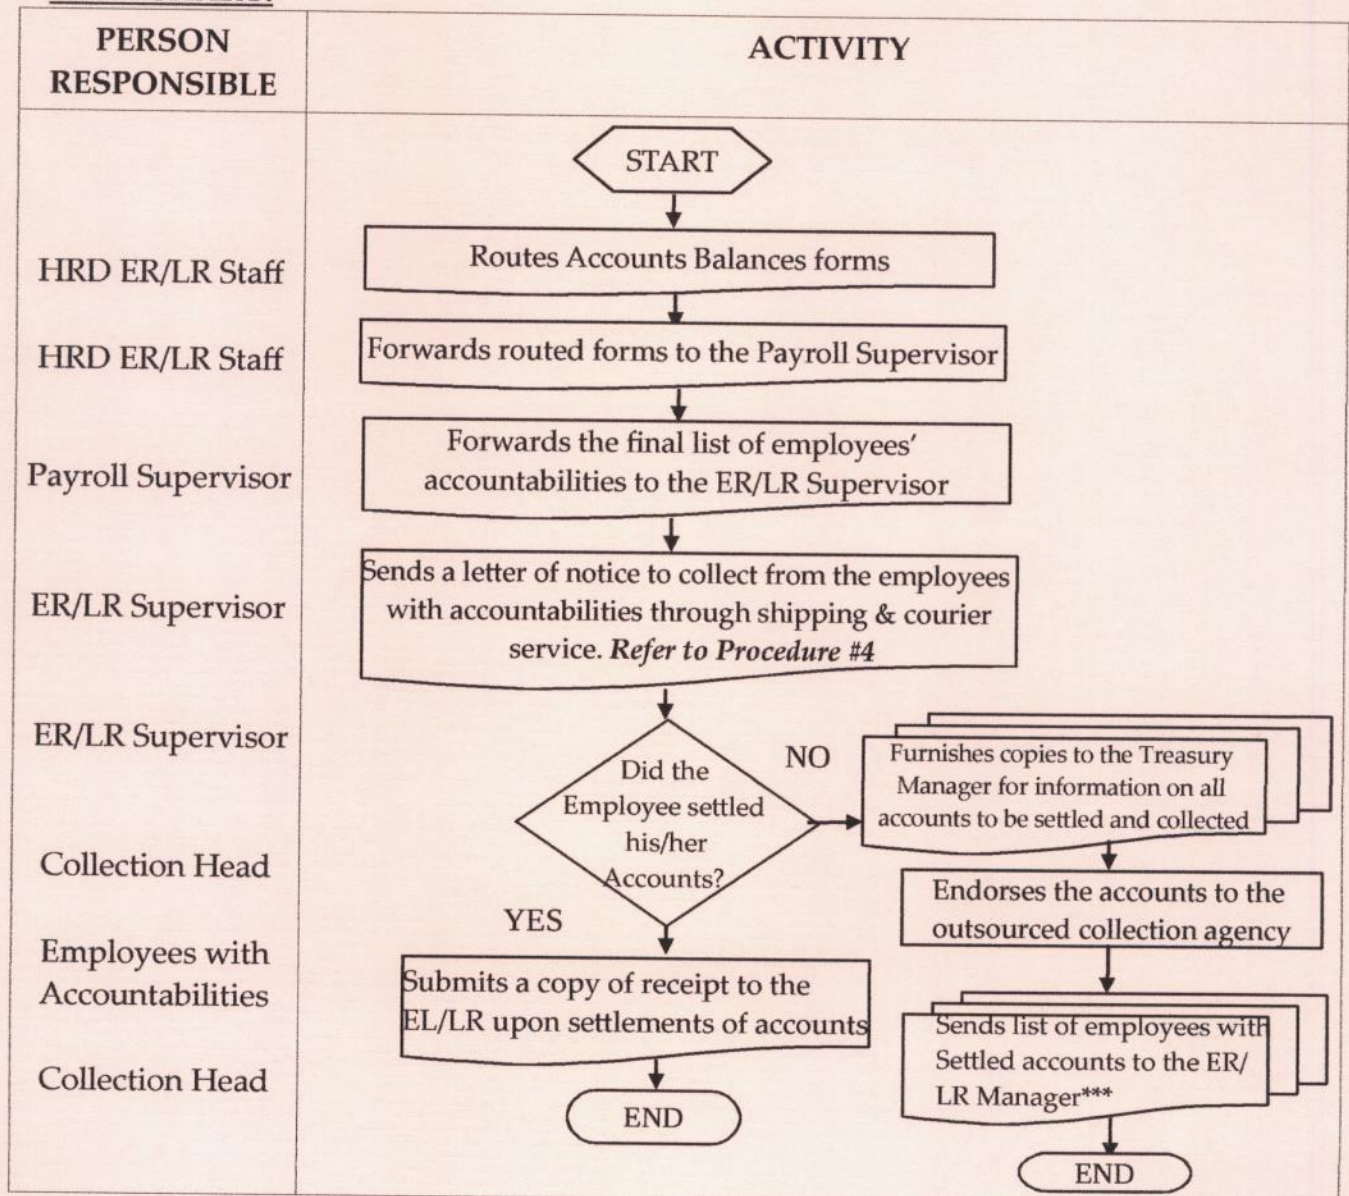 PERSON
RESPONSIBLE
ACTIVITY
START
HRD ER/LR Staff
Routes Accounts Balances forms
HRD ER/LR Staff
Forwards routed forms to the Payroll Supervisor
Payroll Supervisor
Forwards the final list of employees'
accountabilities to the ER/LR Supervisor
ER/LR Supervisor
Sends a letter of notice to collect from the employees
with accountabilities through shipping & courier
service. Refer to Procedure #4
ER/LR Supervisor
Did the
Employee settled
his/her
Accounts?
NO
Furnishes copies to the Treasury
Manager for information on all
accounts to be settled and collected
Collection Head
Endorses the accounts to the
outsourced collection agency
YES
Employees with
Accountabilities
Submits a copy of receipt to the
EL/LR upon settlements of accounts
Collection Head
Sends list of employees with
Settled accounts to the ER/
LR Manager***
END
END